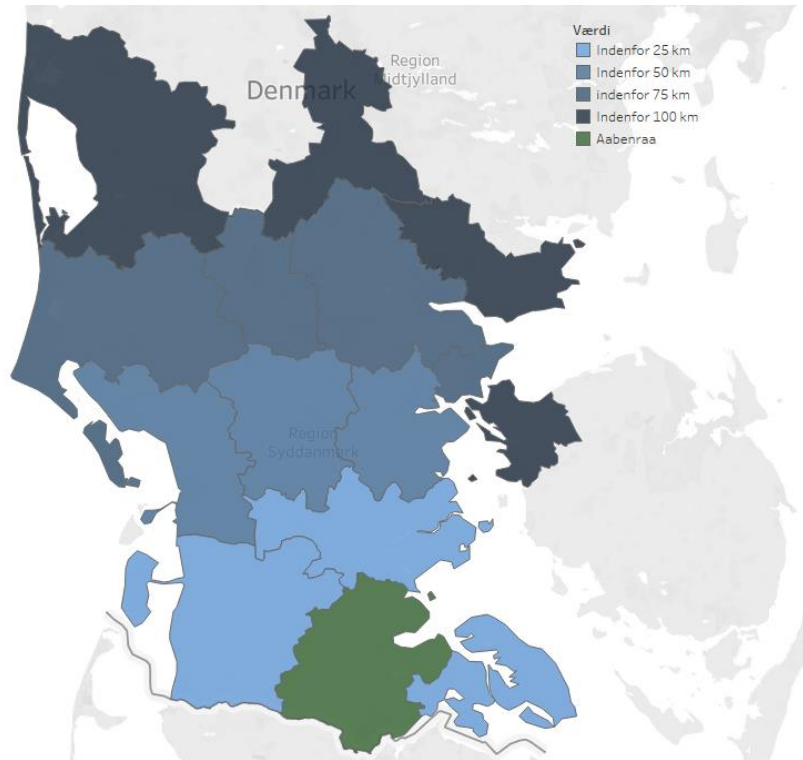 Værdi
Indenfor 25 km
Indenfor 50 km
indenfor 75 km
Indenfor 100 km
Aabenraa
Region
Midtjylland
Denmark
Region
Syddanmark